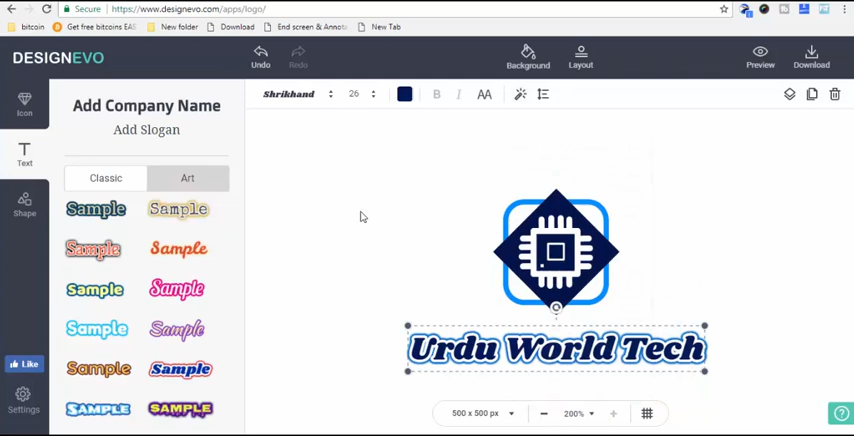 Secure
https://www.designevo.com/apps/logo/
bitcoin
Get free bitcoins EAS
New folder
Download
End screen & Annota
New Tab
DESIGNEVO
Undo
Redo
Background
Layout
Preview
Download
Icon
Text
Shape
Like
Settings
Add Company Name
Add Slogan
Classic
Art
Sample Sample
Sample Sample
Sample Sample
Sample Sample
Sample Sample
SAMPLE SAMPLE
Shrikhand
26
B
I
AA
Urdu World Tech
500 x 500 px
200%
?